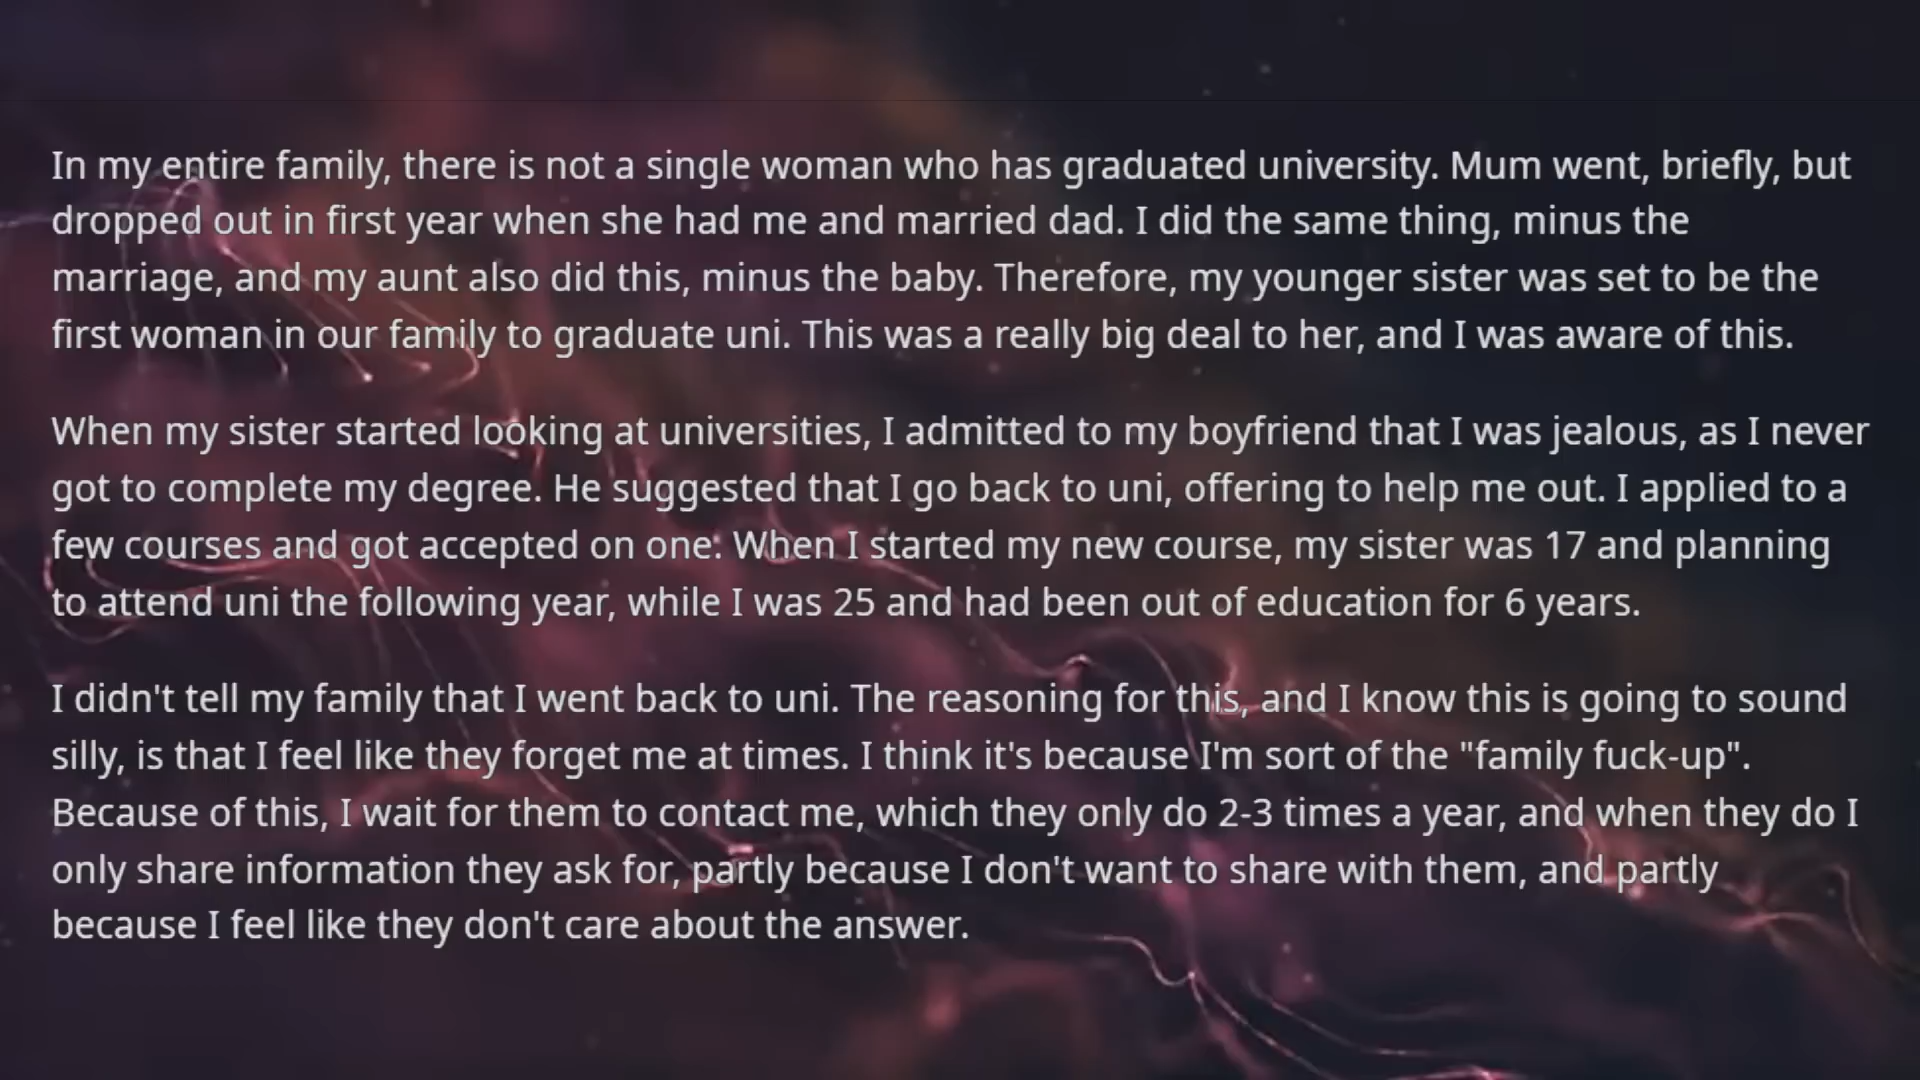 In my entire family, there is not a single woman who has graduated university. Mum went, briefly, but
dropped out in first year when she had me and married dad. I did the same thing, minus the
marriage, and my aunt also did this, minus the baby. Therefore, my younger sister was set to be the
first woman in our family to graduate uni. This was a really big deal to her, and I was aware of this.
When my sister started looking at universities, I admitted to my boyfriend that I was jealous, as I never
got to complete my degree. He suggested that I go back to uni, offering to help me out. I applied to a
few courses and got accepted on one. When I started my new course, my sister was 17 and planning
to attend uni the following year, while I was 25 and had been out of education for 6 years.
I didn't tell my family that I went back to uni. The reasoning for this, and I know this is going to sound
silly, is that I feel like they forget me at times. I think it's because I'm sort of the "family fuck-up".
Because of this, I wait for them to contact me, which they only do 2-3 times a year, and when they do I
only share information they ask for, partly because I don't want to share with them, and partly
because I feel like they don't care about the answer.